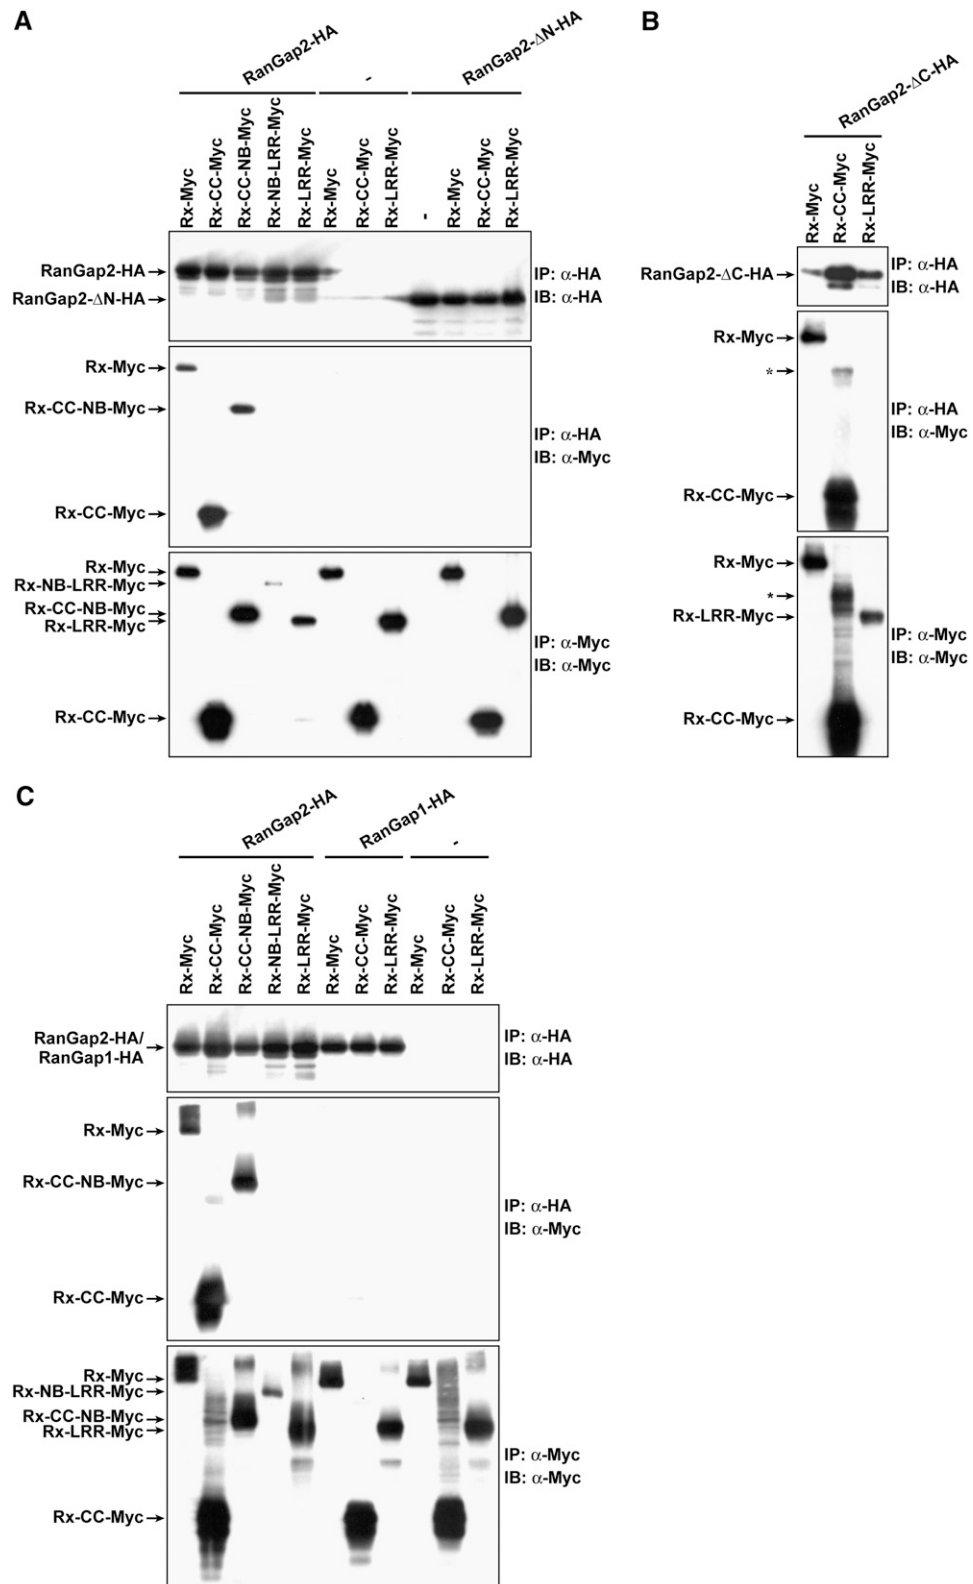 A
RanGap2-HA
-
RanGap2-ΔN-HA
Rx-Myc
Rx-CC-Myc
Rx-CC-NB-Myc
Rx-NB-LRR-Myc
Rx-LRR-Myc
Rx-Myc
Rx-CC-Myc
Rx-LRR-Myc
-
Rx-Myc
Rx-CC-Myc
Rx-LRR-Myc
RanGap2-HA
RanGap2-ΔN-HA
IP: α-HA
IB: α-HA
Rx-Myc
Rx-CC-NB-Myc
Rx-CC-Myc
IP: α-HA
IB: α-Myc
Rx-Myc
Rx-NB-LRR-Myc
Rx-CC-NB-Myc
Rx-LRR-Myc
Rx-CC-Myc
IP: α-Myc
IB: α-Myc
B
RanGap2-ΔC-HA
Rx-Myc
Rx-CC-Myc
Rx-LRR-Myc
RanGap2-ΔC-HA
IP: α-HA
IB: α-HA
Rx-Myc
*
Rx-CC-Myc
IP: α-HA
IB: α-Myc
Rx-Myc
*
Rx-LRR-Myc
Rx-CC-Myc
IP: α-Myc
IB: α-Myc
C
RanGap2-HA
RanGap1-HA
-
Rx-Myc
Rx-CC-Myc
Rx-CC-NB-Myc
Rx-NB-LRR-Myc
Rx-LRR-Myc
Rx-Myc
Rx-CC-Myc
Rx-LRR-Myc
Rx-Myc
Rx-CC-Myc
Rx-LRR-Myc
RanGap2-HA/
RanGap1-HA
IP: α-HA
IB: α-HA
Rx-Myc
Rx-CC-NB-Myc
Rx-CC-Myc
IP: α-HA
IB: α-Myc
Rx-Myc
Rx-NB-LRR-Myc
Rx-CC-NB-Myc
Rx-LRR-Myc
Rx-CC-Myc
IP: α-Myc
IB: α-Myc